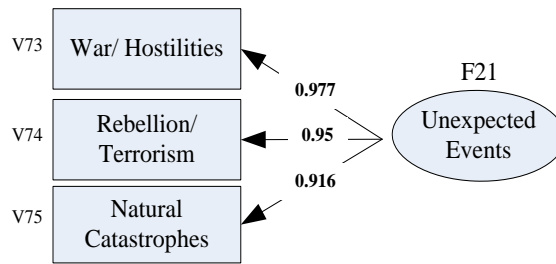 V73
War/ Hostilities
F21
0.977
V74
Rebellion/
Terrorism
0.95
Unexpected
Events
0.916
V75
Natural
Catastrophes